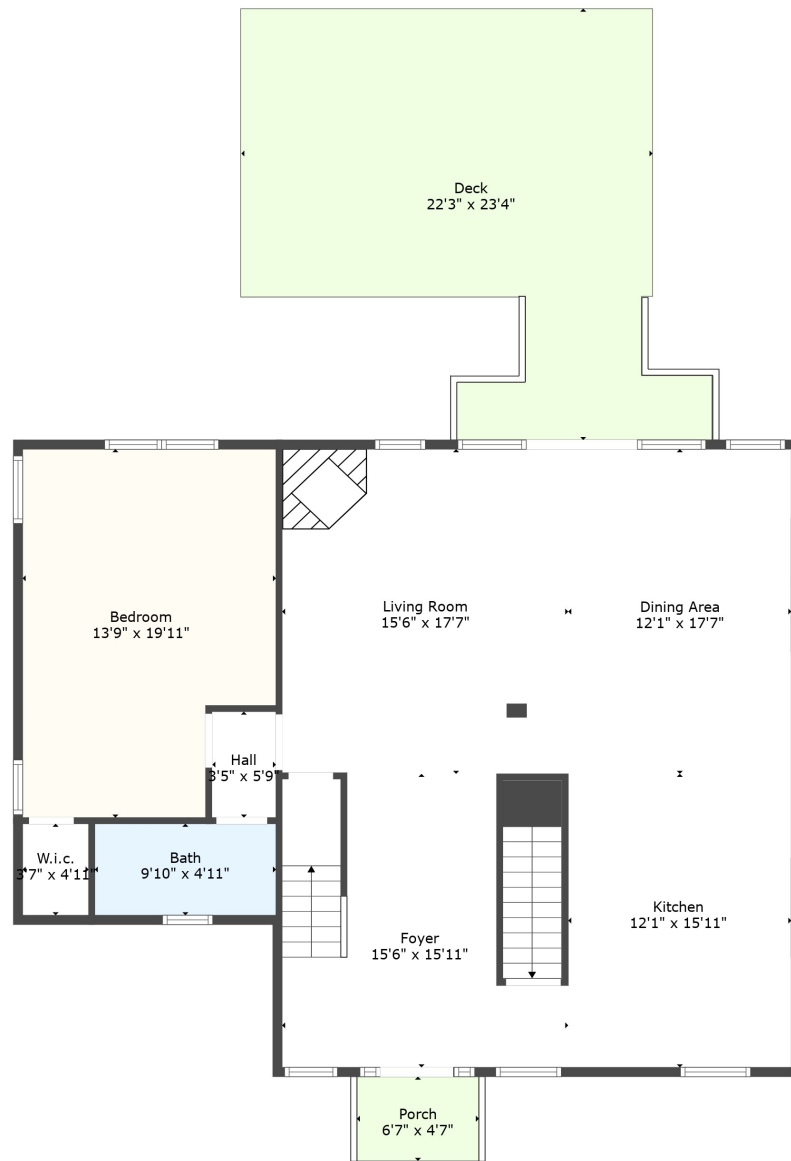 Deck
22'3" x 23'4"
Living Room
15'6" x 17'7"
Dining Area
12'1" x 17'7"
Bedroom
13'9" x 19'11"
Hall
3'5" x 5'9"
W.i.c.
3'7" x 4'11"
Bath
9'10" x 4'11"
Kitchen
12'1" x 15'11"
Foyer
15'6" x 15'11"
Porch
6'7" x 4'7"